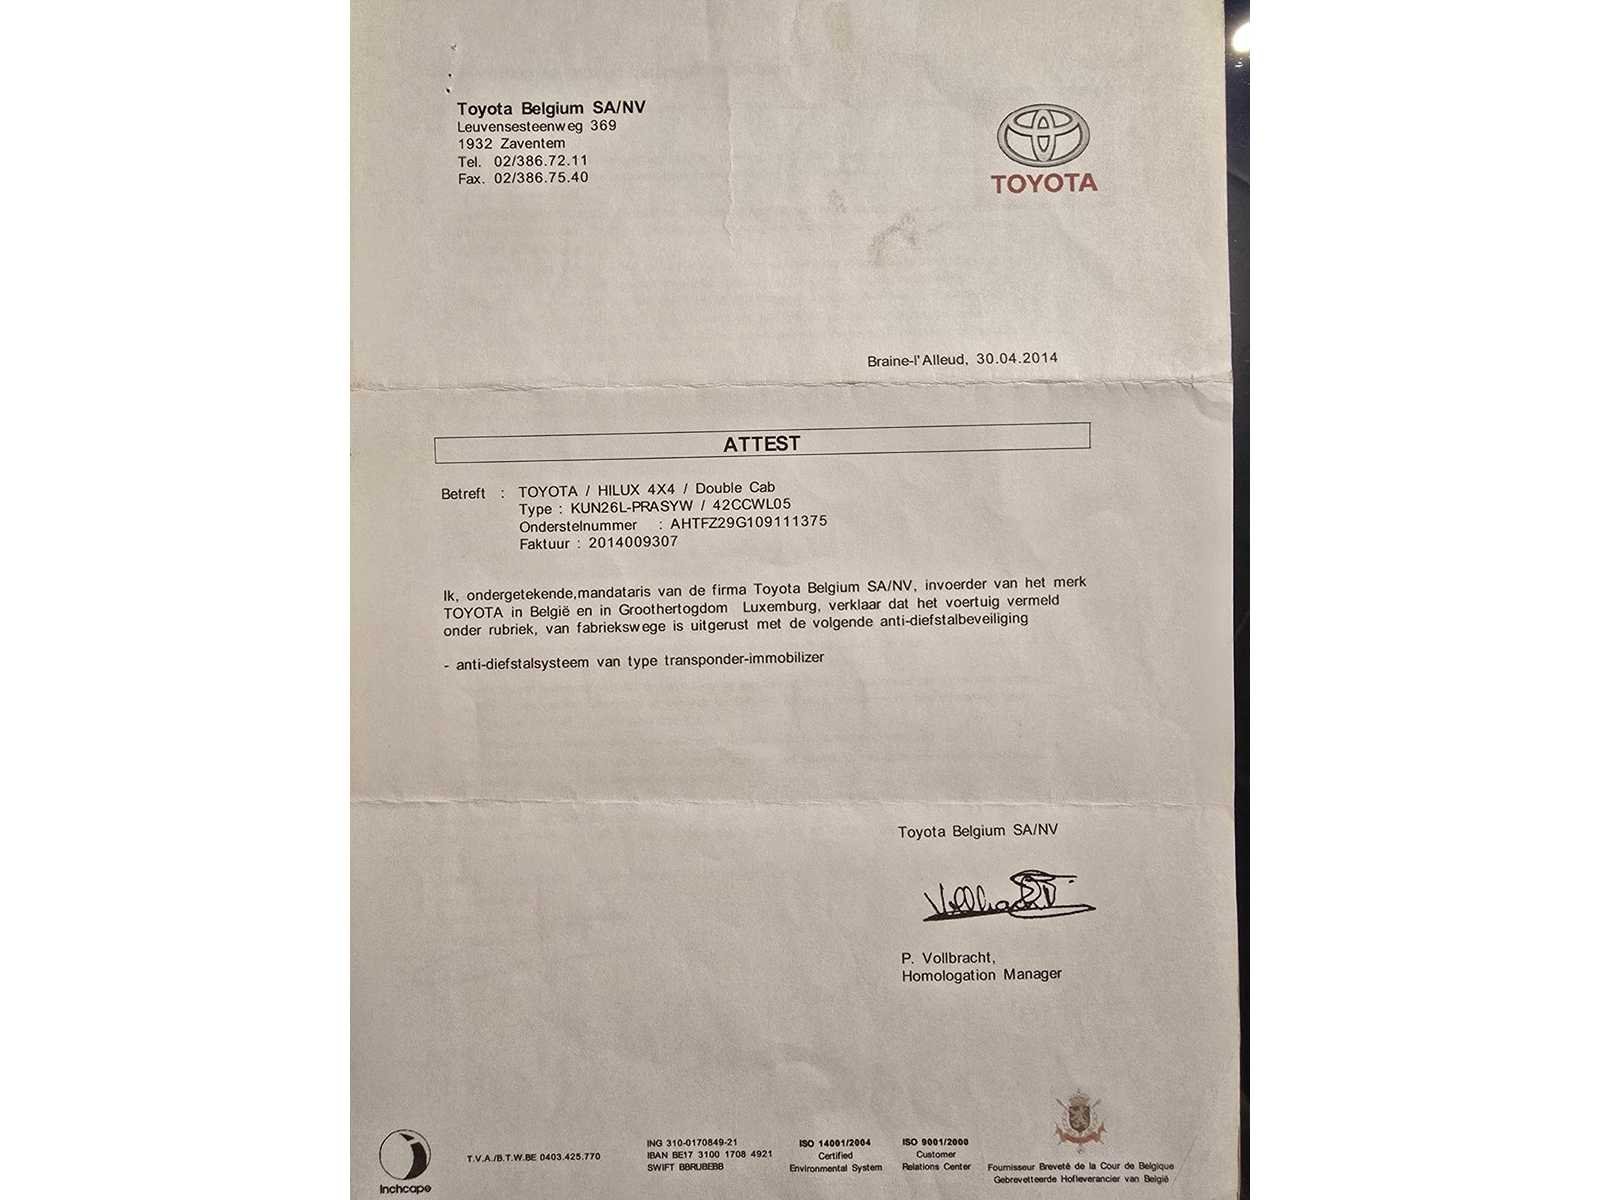 Toyota Belgium SA/NV
Leuvensesteenweg 369
1932 Zaventem
Tel. 02/386.72.11
Fax. 02/386.75.40
TOYOTA
Braine-l'Alleud, 30.04.2014
ATTEST
Betreft : TOYOTA / HILUX 4X4 / Double Cab
Type : KUN26L-PRASYW / 42CCWL05
Onderstelnummer : AHTFZ29G109111375
Faktuur : 2014009307
Ik, ondergetekende,mandataris van de firma Toyota Belgium SA/NV, invoerder van het merk
TOYOTA in België en in Groothertogdom Luxemburg, verklaar dat het voertuig vermeld
onder rubriek, van fabriekswege is uitgerust met de volgende anti-diefstalbeveiliging
- anti-diefstalsysteem van type transponder-immobilizer
Toyota Belgium SA/NV
Vollbracht
P. Vollbracht,
Homologation Manager
Inchcape
T.V.A./B.T.W.BE 0403.425.770
ING 310-0170849-21
IBAN BE17 3100 1708 4921
SWIFT BBRUBEBB
ISO 14001/2004
Certified
Environmental System
ISO 9001/2000
Customer
Relations Center
Fournisseur Breveté de la Cour de Belgique
Gebrevetteerde Hofleverancier van België